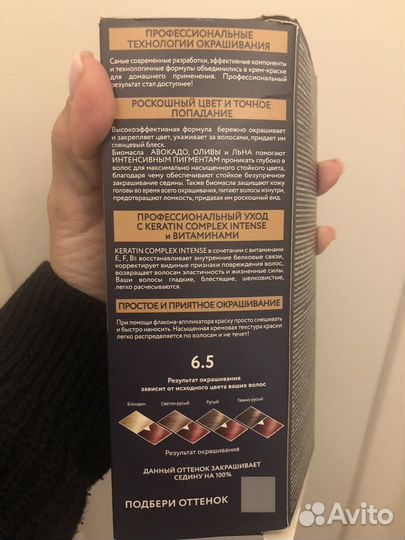 ПРОФЕССИОНАЛЬНЫЕ
ТЕХНОЛОГИИ ОКРАШИВАНИЯ
Самые современные разработки, эффективные компоненты
и технологичные формулы объединились в крем-краске
для домашнего применения. Профессиональный
результат стал доступнее!
РОСКОШНЫЙ ЦВЕТ И ТОЧНОЕ
ПОПАДАНИЕ
Высокоэффективная формула бережно окрашивает
и закрепляет цвет, ухаживает за волосами, придает им
глянцевый блеск.
Биомасла АВОКАДО, ОЛИВЫ и ЛЬНА помогают
ИНТЕНСИВНЫМ ПИГМЕНТАМ проникать глубоко в
волос для максимально насыщенного стойкого цвета,
благодаря чему обеспечивают стойкое безупречное
закрашивание седины. Также биомасла защищают кожу
головы во время всего окрашивания, питают волосы изнутри,
предотвращают ломкость, придавая им роскошный вид.
ПРОФЕССИОНАЛЬНЫЙ УХОД
С KERATIN COMPLEX INTENSE
и ВИТАМИНАМИ
KERATIN COMPLEX INTENSE в сочетании с витаминами
E, F, B5 восстанавливает внутренние белковые связи,
корректирует видимые признаки повреждения волос,
возвращает волосам эластичность и жизненные силы.
Ваши волосы гладкие, блестящие, шелковистые,
легко расчесываются.
ПРОСТОЕ И ПРИЯТНОЕ ОКРАШИВАНИЕ
При помощи флакона-аппликатора краску просто смешивать
и быстро наносить. Насыщенная кремовая текстура краски
легко распределяется по волосам и не течет!
6.5
Результат окрашивания
зависит от исходного цвета ваших волос
Блондин Светло-русый Русый Темно-русый
Результат окрашивания
ДАННЫЙ ОТТЕНОК ЗАКРАШИВАЕТ
СЕДИНУ НА 100%
ПОДБЕРИ ОТТЕНОК
Avito